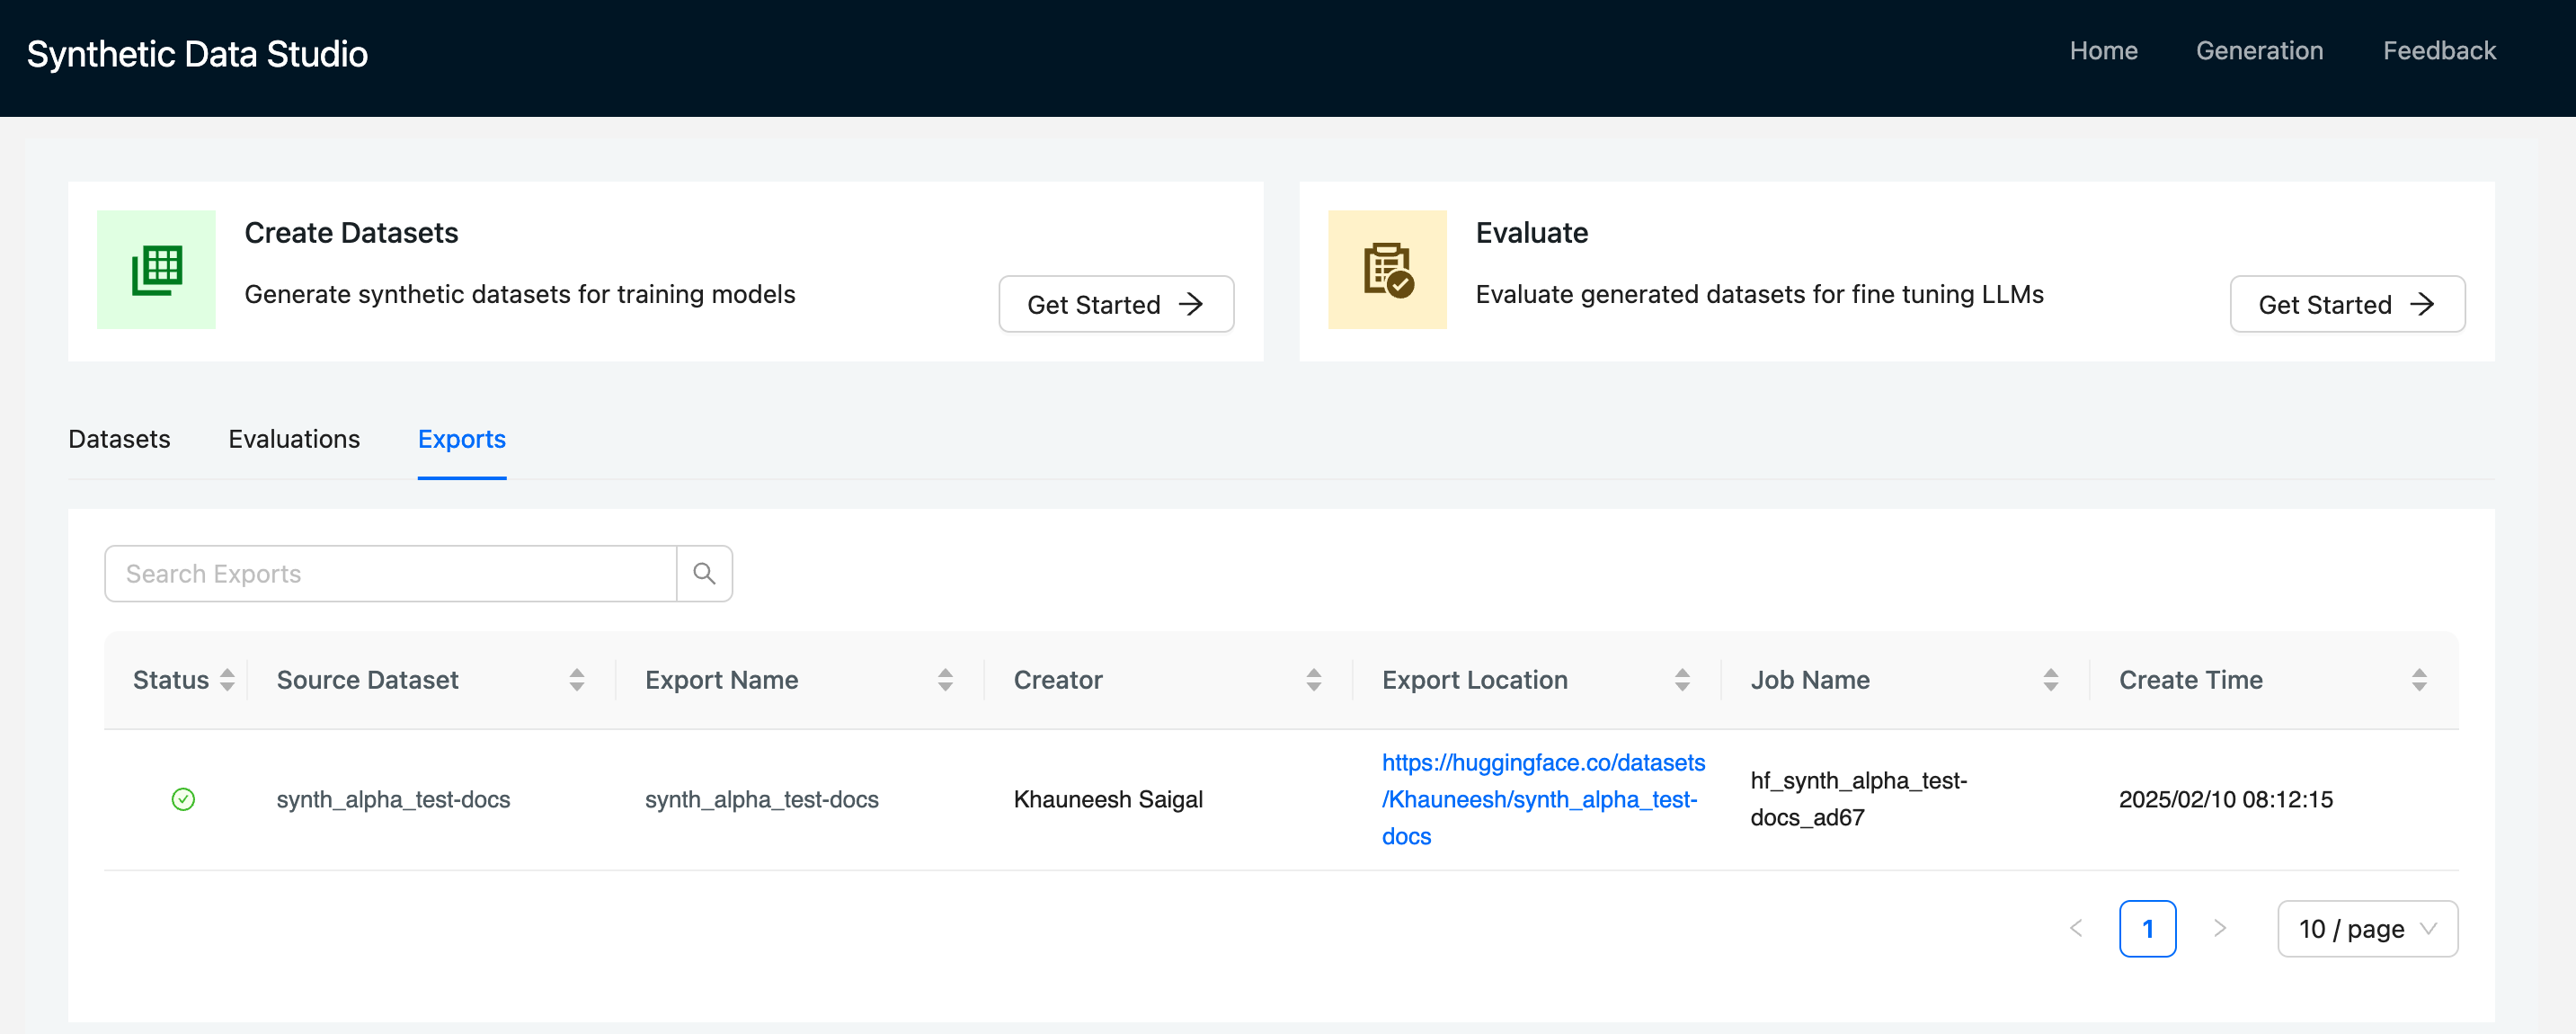 Synthetic Data Studio
Home Generation Feedback
Create Datasets
Generate synthetic datasets for training models
Get Started
Evaluate
Evaluate generated datasets for fine tuning LLMs
Get Started
Datasets Evaluations Exports
Search Exports
Status Source Dataset Export Name Creator Export Location Job Name Create Time
synth_alpha_test-docs
synth_alpha_test-docs
Khauneesh Saigal
https://huggingface.co/datasets
/Khauneesh/synth_alpha_test-
docs
hf_synth_alpha_test-
docs_ad67
2025/02/10 08:12:15
1
10 / page